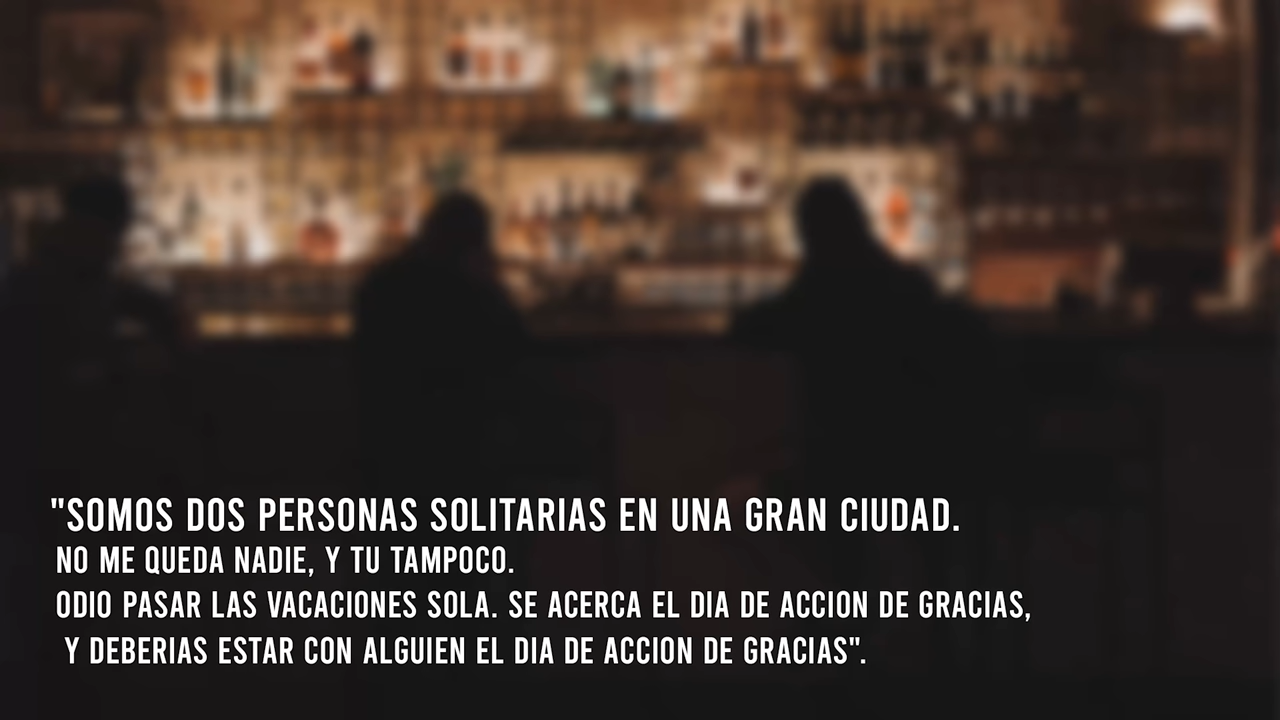 "SOMOS DOS PERSONAS SOLITARIAS EN UNA GRAN CIUDAD.
NO ME QUEDA NADIE, Y TU TAMPOCO.
ODIO PASAR LAS VACACIONES SOLA. SE ACERCA EL DIA DE ACCION DE GRACIAS,
Y DEBERIAS ESTAR CON ALGUIEN EL DIA DE ACCION DE GRACIAS".